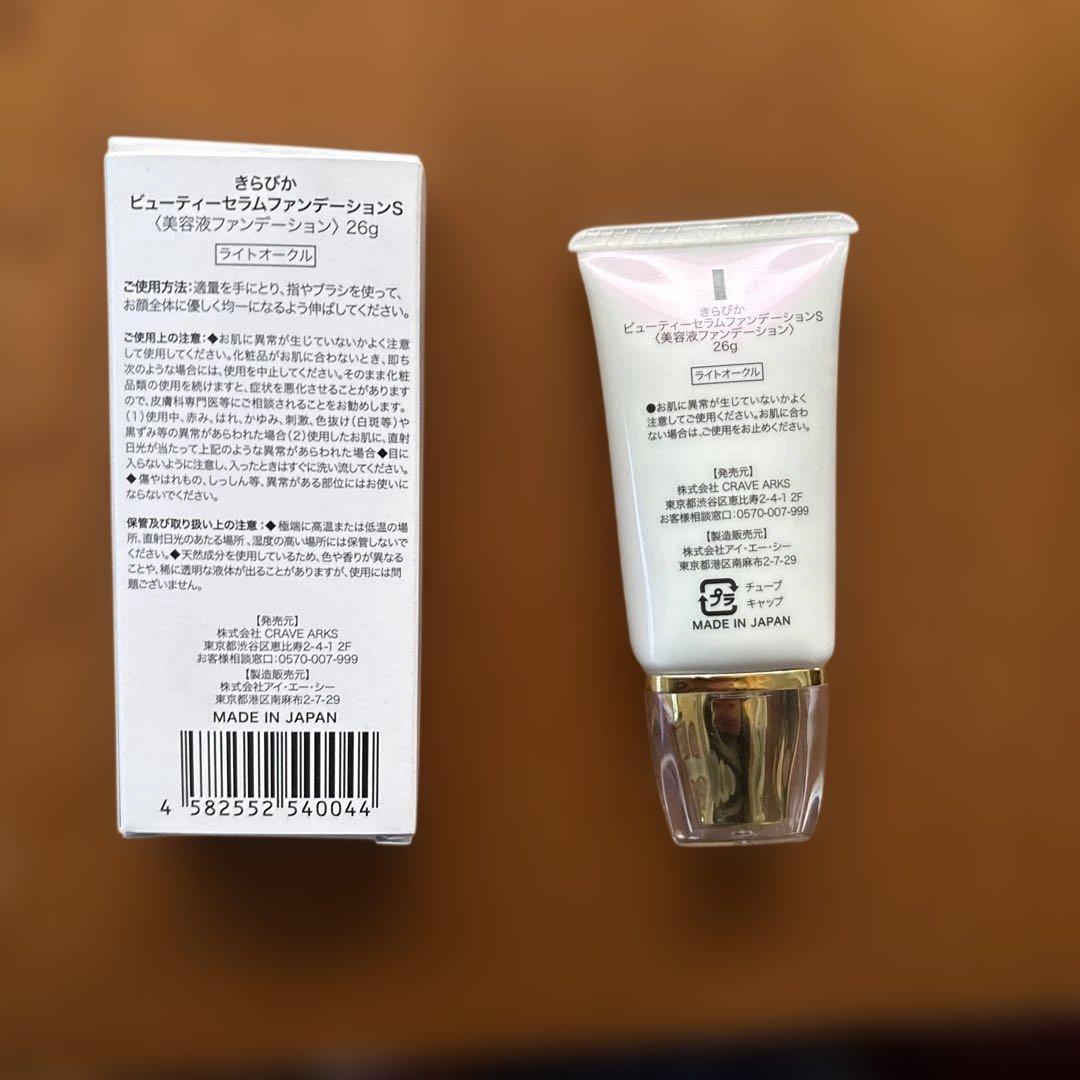 きらびか
ビューティーセラムファンデーションS
〈美容液ファンデーション〉26g
ライトオークル
ご使用方法:適量を手にとり、指やブラシを使って、
お顔全体に優しく均一になるよう伸ばしてください。
ご使用上の注意:◆お肌に異常が生じていないかよく注意
して使用してください。化粧品がお肌に合わないとき、即ち
次のような場合には、使用を中止してください。そのまま化粧
品類の使用を続けますと、症状を悪化させることがあります
ので、皮膚科専門医等にご相談されることをお勧めします。
(1)使用中、赤み、はれ、かゆみ、刺激、色抜け(白斑等)や
黒ずみ等の異常があらわれた場合(2)使用したお肌に、直射
日光が当たって上記のような異常があらわれた場合◆目に
入らないように注意し、入ったときはすぐに洗い流してください。
◆傷やはれもの、しっしん等、異常がある部位にはお使いに
ならないでください。
保管及び取り扱い上の注意:◆極端に高温または低温の場
所、直射日光のあたる場所、湿度の高い場所には保管しないで
ください。◆天然成分を使用しているため、色や香りが異なる
ことや、稀に透明な液体が出ることがありますが、使用には問
題ございません。
【発売元】
株式会社 CRAVE ARKS
東京都渋谷区恵比寿2-4-1 2F
お客様相談窓口:0570-007-999
【製造販売元】
株式会社アイ・エー・シー
東京都港区南麻布2-7-29
MADE IN JAPAN
4 582552 540044
きらびか
ビューティーセラムファンデーションS
〈美容液ファンデーション〉
26g
ライトオークル
●お肌に異常が生じていないかよく
注意してご使用ください。お肌に合わ
ない場合は、ご使用をお止めください。
【発売元】
株式会社 CRAVE ARKS
東京都渋谷区恵比寿2-4-1 2F
お客様相談窓口:0570-007-999
【製造販売元】
株式会社アイ・エー・シー
東京都港区南麻布2-7-29
プラ チューブ
キャップ
MADE IN JAPAN